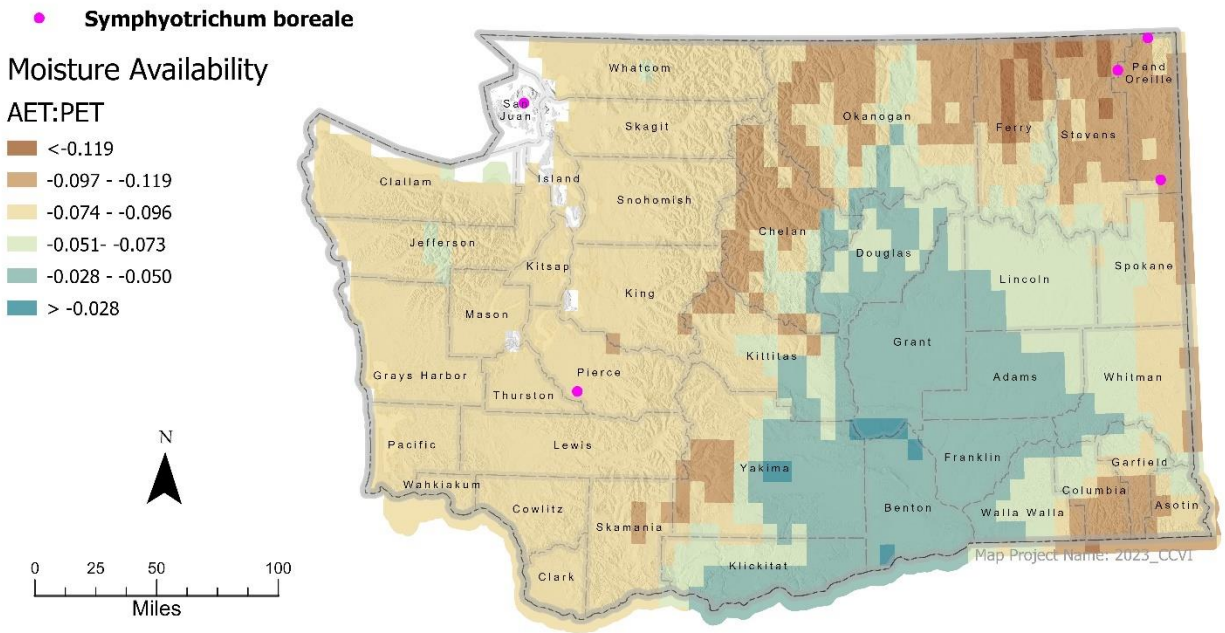 Symphyotrichum boreale
Moisture Availability
AET:PET
<-0.119
-0.097 - -0.119
-0.074 - -0.096
-0.051- -0.073
-0.028 - -0.050
> -0.028
Whatcom
San
Juan
Skagit
Island
Clallam
Snohomish
Jefferson
Kitsap
King
Mason
Grays Harbor
Thurston
Pierce
Pacific
Lewis
Wahkiakum
Cowlitz
Skamania
Clark
Okanogan
Ferry
Stevens
Pend
Oreille
Chelan
Douglas
Lincoln
Spokane
Kittitas
Grant
Adams
Whitman
Yakima
Franklin
Garfield
Columbia
Benton
Walla Walla
Asotin
Klickitat
Map Project Name: 2023_CCVI
N
0 25 50 100
Miles